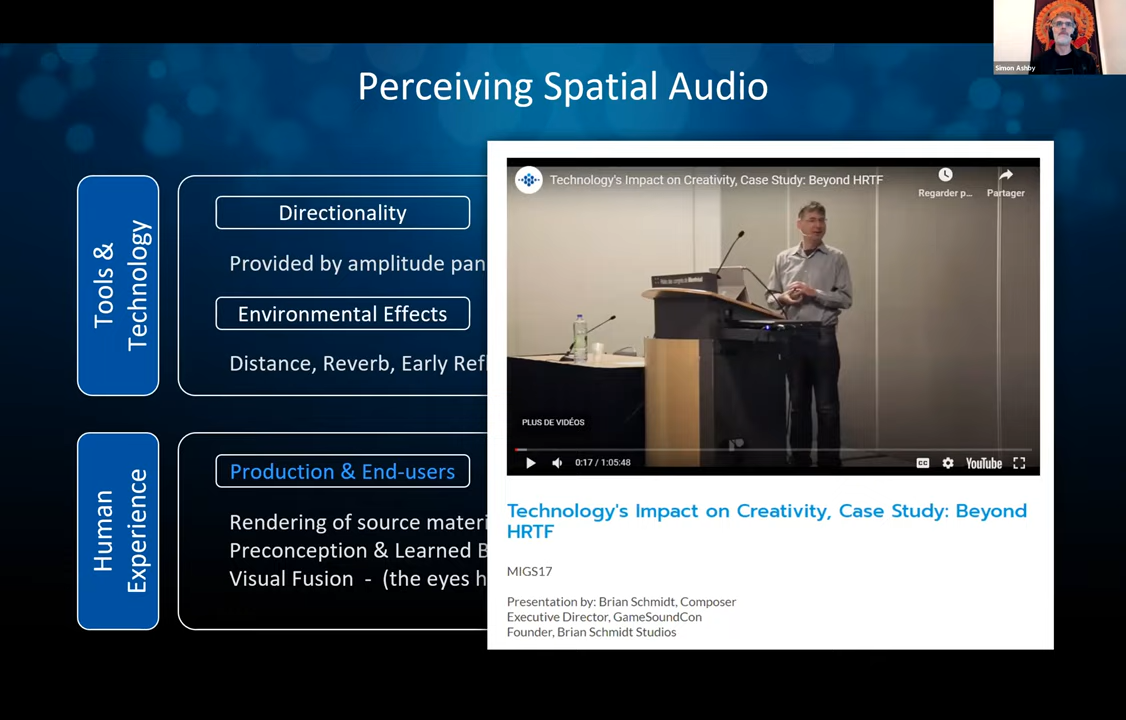 Simon Ashby
Perceiving Spatial Audio
Tools &
Technology
Directionality
Provided by amplitude pan
Environmental Effects
Distance, Reverb, Early Refl
Human
Experience
Production & End-users
Rendering of source materi
Preconception & Learned B
Visual Fusion - (the eyes h
Technology's Impact on Creativity, Case Study: Beyond HRTF
Regarder p...
Partager
PLUS DE VIDÉOS
0:17 / 1:05:48
CC
YouTube
Technology's Impact on Creativity, Case Study: Beyond
HRTF
MIGS17
Presentation by: Brian Schmidt, Composer
Executive Director, GameSoundCon
Founder, Brian Schmidt Studios